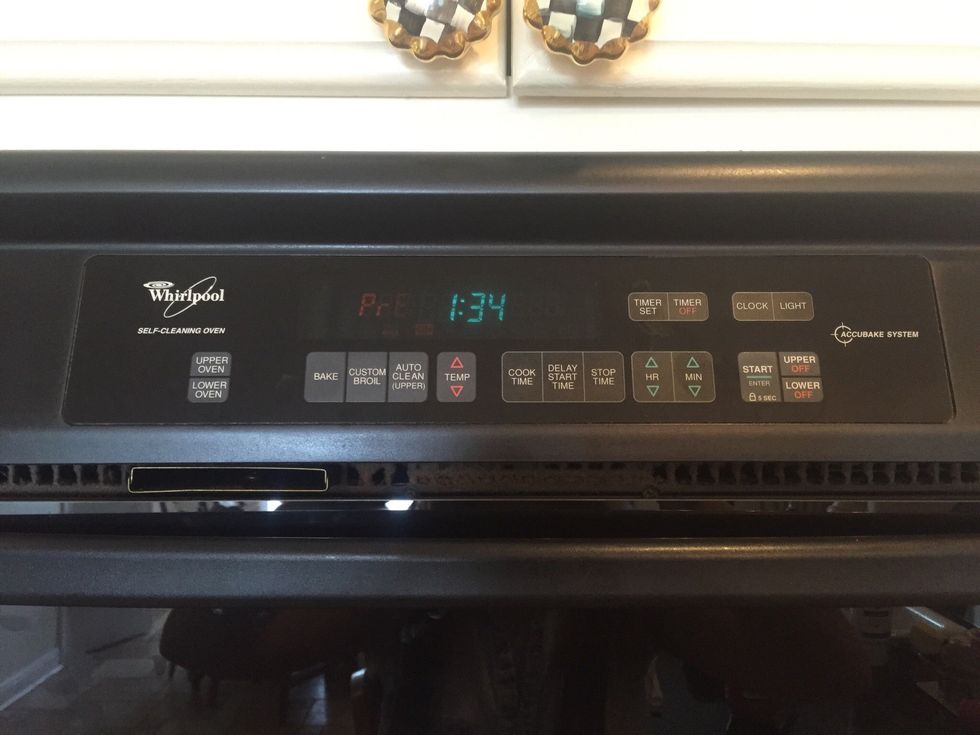 Whirlpool
SELF-CLEANING OVEN
PrE 1:34
TIMER SET
TIMER OFF
CLOCK
LIGHT
ACCUBAKE SYSTEM
UPPER OVEN
LOWER OVEN
BAKE
CUSTOM BROIL
AUTO CLEAN (UPPER)
TEMP
COOK TIME
DELAY START TIME
STOP TIME
HR
MIN
START
ENTER
5 SEC
UPPER OFF
LOWER OFF